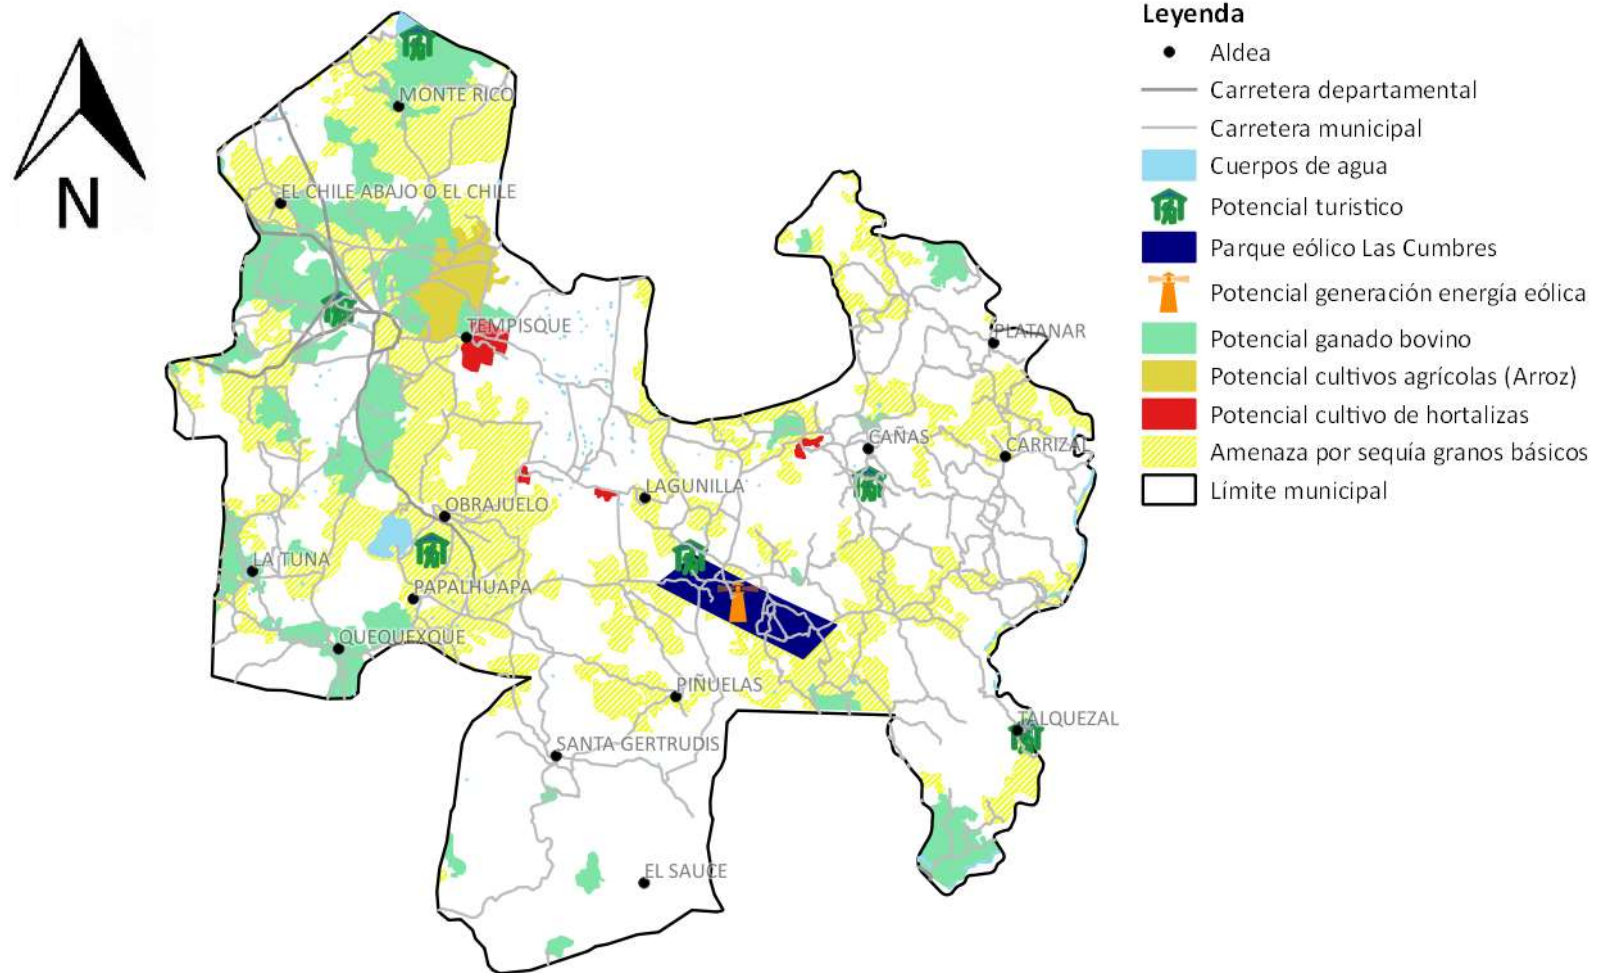 Leyenda
Aldea
Carretera departamental
Carretera municipal
Cuerpos de agua
Potencial turistico
Parque eólico Las Cumbres
Potencial generación energía eólica
Potencial ganado bovino
Potencial cultivos agrícolas (Arroz)
Potencial cultivo de hortalizas
Amenaza por sequía granos básicos
Límite municipal
N
MONTE RICO
EL CHILE ABAJO O EL CHILE
TEMPISQUE
PLATANAR
CAÑAS
CARRIZAL
LAGUNILLA
OBRAJUELO
LA TUNA
PAPALHUAPA
QUEQUEXQUE
PIÑUELAS
TALQUEZAL
SANTA GERTRUDIS
EL SAUCE